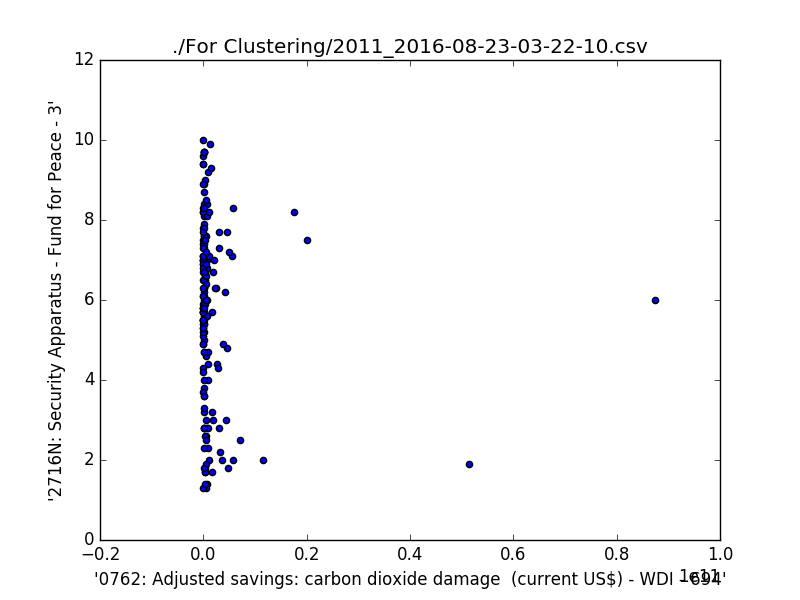 ./For Clustering/2011_2016-08-23-03-22-10.csv
12
10
8
6
4
2
0
'2716N: Security Apparatus - Fund for Peace - 3'
−0.2 0.0 0.2 0.4 0.6 0.8 1.0
1e11
'0762: Adjusted savings: carbon dioxide damage  (current US$) - WDI - 694'